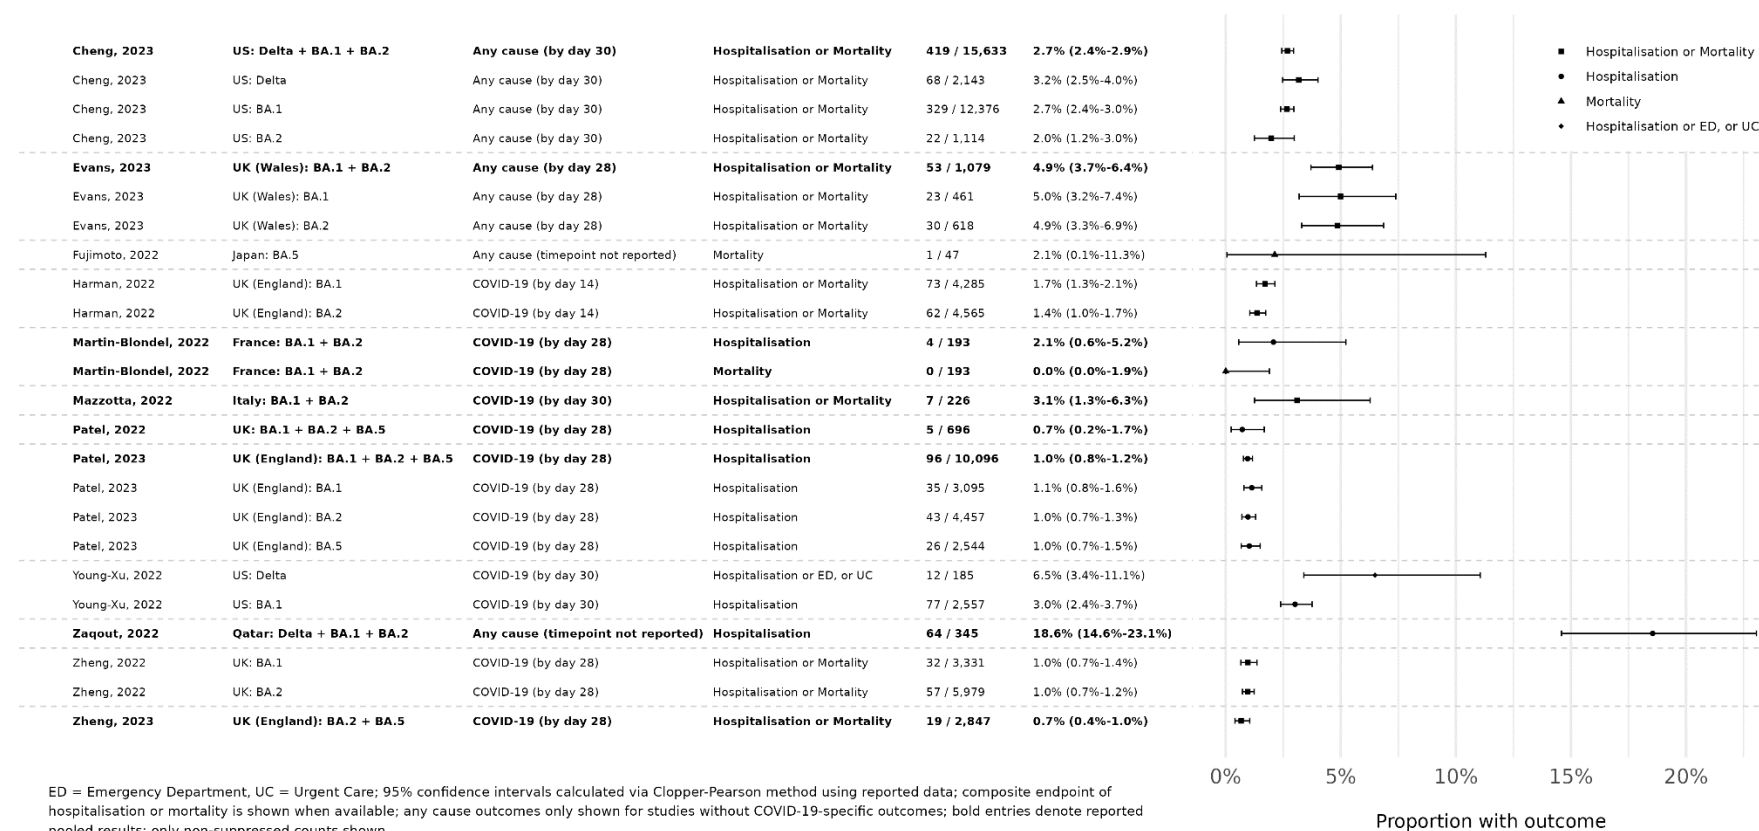 Cheng, 2023 US: Delta + BA.1 + BA.2 Any cause (by day 30) Hospitalisation or Mortality 419 / 15,633 2.7% (2.4%-2.9%)
Cheng, 2023 US: Delta Any cause (by day 30) Hospitalisation or Mortality 68 / 2,143 3.2% (2.5%-4.0%)
Cheng, 2023 US: BA.1 Any cause (by day 30) Hospitalisation or Mortality 329 / 12,376 2.7% (2.4%-3.0%)
Cheng, 2023 US: BA.2 Any cause (by day 30) Hospitalisation or Mortality 22 / 1,114 2.0% (1.2%-3.0%)
Evans, 2023 UK (Wales): BA.1 + BA.2 Any cause (by day 28) Hospitalisation or Mortality 53 / 1,079 4.9% (3.7%-6.4%)
Evans, 2023 UK (Wales): BA.1 Any cause (by day 28) Hospitalisation or Mortality 23 / 461 5.0% (3.2%-7.4%)
Evans, 2023 UK (Wales): BA.2 Any cause (by day 28) Hospitalisation or Mortality 30 / 618 4.9% (3.3%-6.9%)
Fujimoto, 2022 Japan: BA.5 Any cause (timepoint not reported) Mortality 1 / 47 2.1% (0.1%-11.3%)
Harman, 2022 UK (England): BA.1 COVID-19 (by day 14) Hospitalisation or Mortality 73 / 4,285 1.7% (1.3%-2.1%)
Harman, 2022 UK (England): BA.2 COVID-19 (by day 14) Hospitalisation or Mortality 62 / 4,565 1.4% (1.0%-1.7%)
Martin-Blondel, 2022 France: BA.1 + BA.2 COVID-19 (by day 28) Hospitalisation 4 / 193 2.1% (0.6%-5.2%)
Martin-Blondel, 2022 France: BA.1 + BA.2 COVID-19 (by day 28) Mortality 0 / 193 0.0% (0.0%-1.9%)
Mazzotta, 2022 Italy: BA.1 + BA.2 COVID-19 (by day 30) Hospitalisation or Mortality 7 / 226 3.1% (1.3%-6.3%)
Patel, 2022 UK: BA.1 + BA.2 + BA.5 COVID-19 (by day 28) Hospitalisation 5 / 696 0.7% (0.2%-1.7%)
Patel, 2023 UK (England): BA.1 + BA.2 + BA.5 COVID-19 (by day 28) Hospitalisation 96 / 10,096 1.0% (0.8%-1.2%)
Patel, 2023 UK (England): BA.1 COVID-19 (by day 28) Hospitalisation 35 / 3,095 1.1% (0.8%-1.6%)
Patel, 2023 UK (England): BA.2 COVID-19 (by day 28) Hospitalisation 43 / 4,457 1.0% (0.7%-1.3%)
Patel, 2023 UK (England): BA.5 COVID-19 (by day 28) Hospitalisation 26 / 2,544 1.0% (0.7%-1.5%)
Young-Xu, 2022 US: Delta COVID-19 (by day 30) Hospitalisation or ED, or UC 12 / 185 6.5% (3.4%-11.1%)
Young-Xu, 2022 US: BA.1 COVID-19 (by day 30) Hospitalisation 77 / 2,557 3.0% (2.4%-3.7%)
Zaqout, 2022 Qatar: Delta + BA.1 + BA.2 Any cause (timepoint not reported) Hospitalisation 64 / 345 18.6% (14.6%-23.1%)
Zheng, 2022 UK: BA.1 COVID-19 (by day 28) Hospitalisation or Mortality 32 / 3,331 1.0% (0.7%-1.4%)
Zheng, 2022 UK: BA.2 COVID-19 (by day 28) Hospitalisation or Mortality 57 / 5,979 1.0% (0.7%-1.2%)
Zheng, 2023 UK (England): BA.2 + BA.5 COVID-19 (by day 28) Hospitalisation or Mortality 19 / 2,847 0.7% (0.4%-1.0%)
Hospitalisation or Mortality
Hospitalisation
Mortality
Hospitalisation or ED, or UC
0% 5% 10% 15% 20%
Proportion with outcome
ED = Emergency Department, UC = Urgent Care; 95% confidence intervals calculated via Clopper-Pearson method using reported data; composite endpoint of
hospitalisation or mortality is shown when available; any cause outcomes only shown for studies without COVID-19-specific outcomes; bold entries denote reported
pooled results; only non-suppressed counts shown